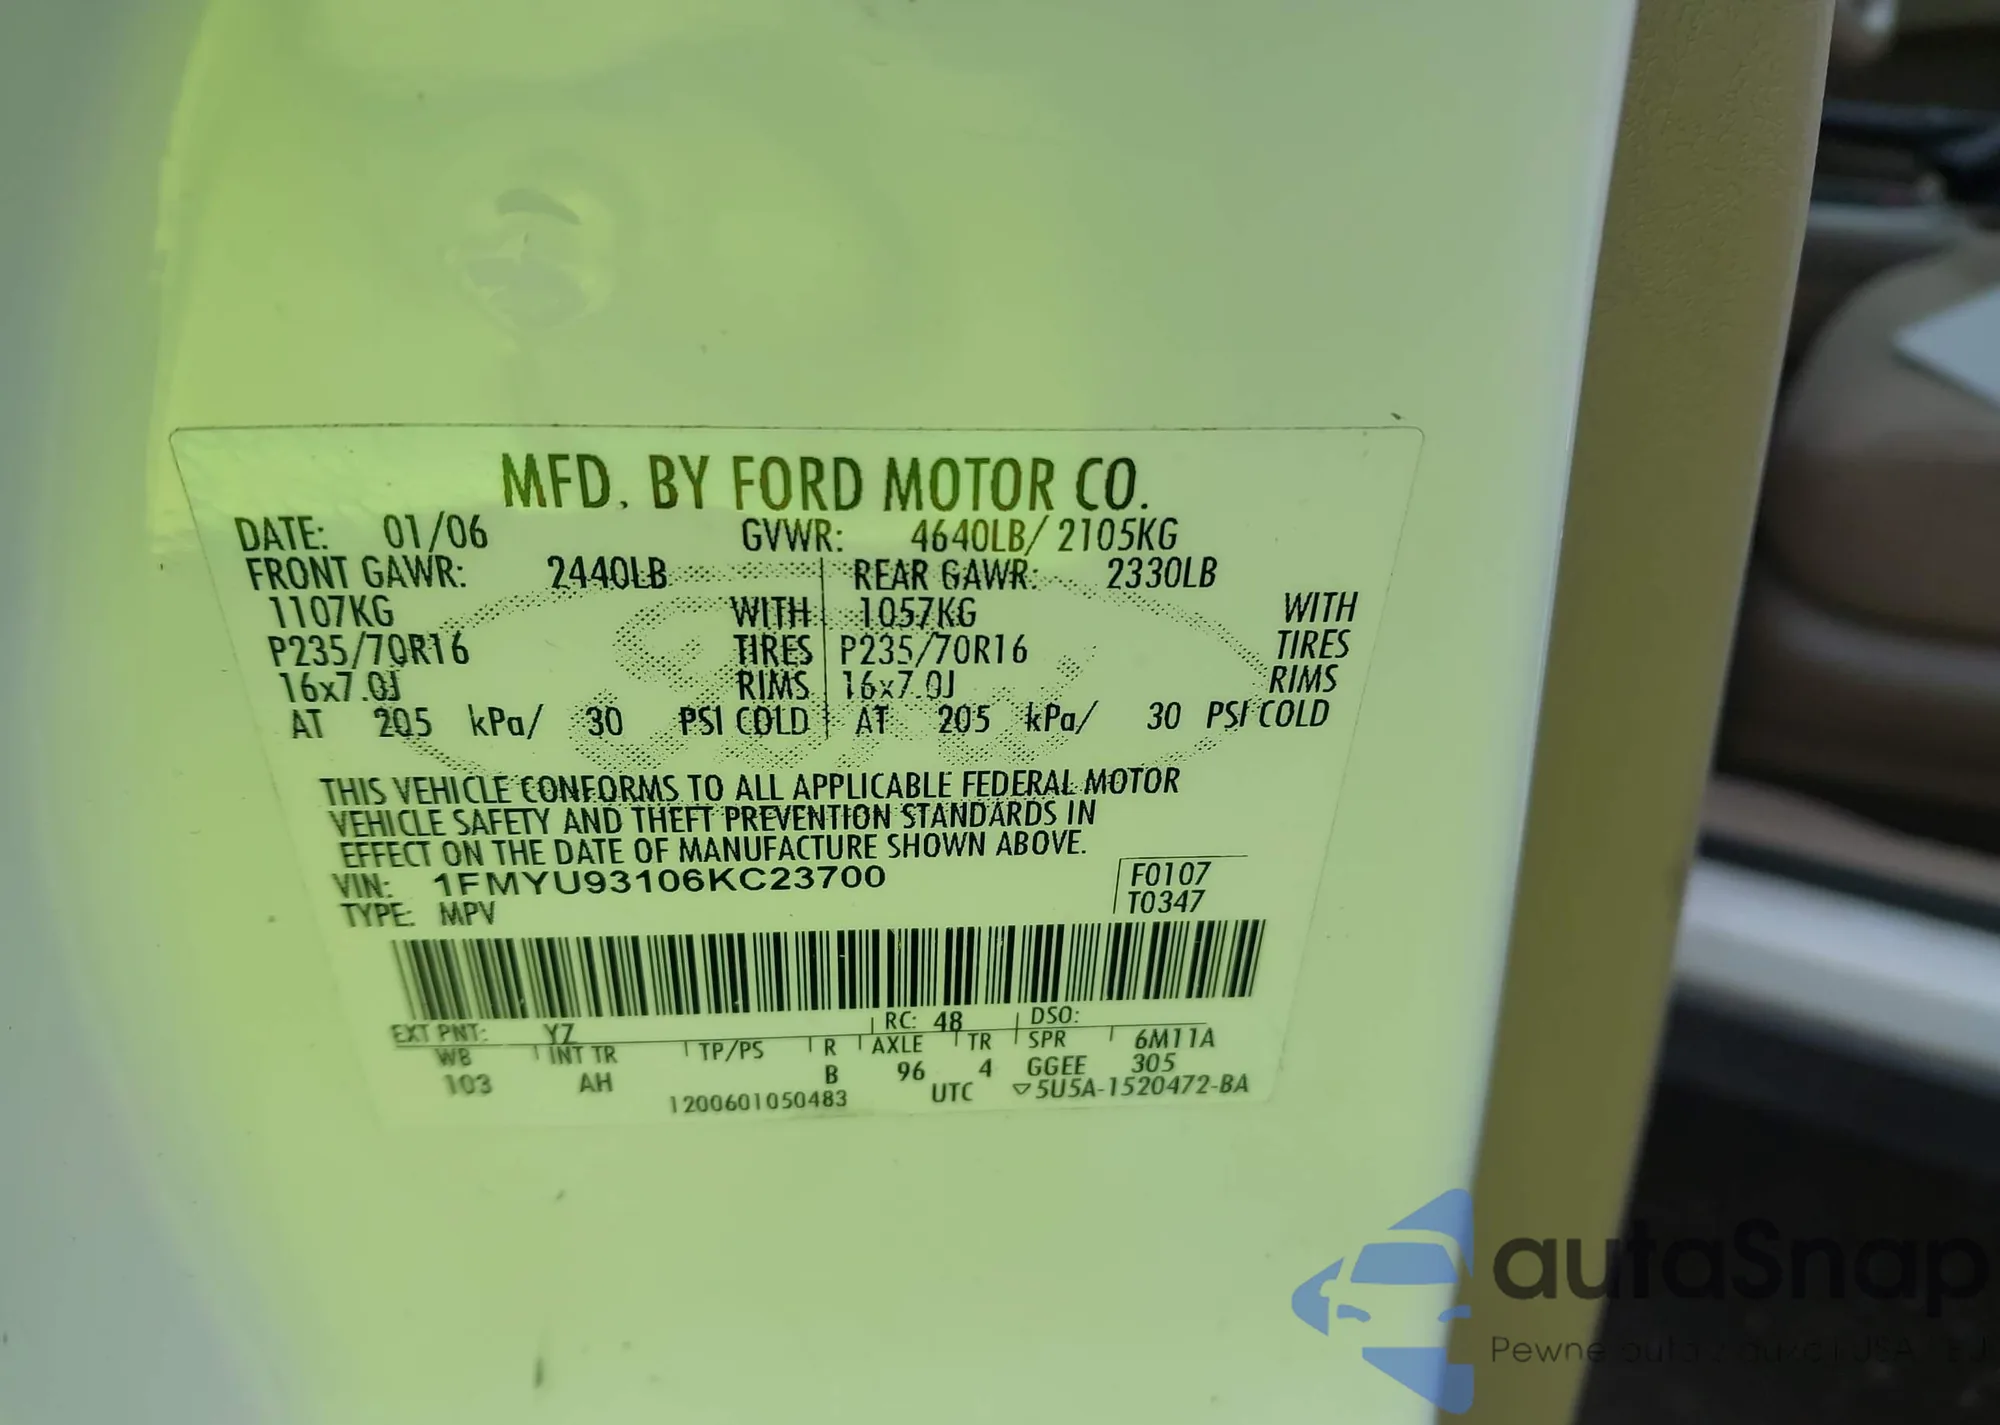 MFD. BY FORD MOTOR CO.
DATE: 01/06 GVWR: 4640LB/ 2105KG
FRONT GAWR: 2440LB REAR GAWR: 2330LB
1107KG WITH 1057KG WITH
P235/70R16 TIRES P235/70R16 TIRES
16x7.0J RIMS 16x7.0J RIMS
AT 205 kPa/ 30 PSI COLD AT 205 kPa/ 30 PSI COLD
THIS VEHICLE CONFORMS TO ALL APPLICABLE FEDERAL MOTOR
VEHICLE SAFETY AND THEFT PREVENTION STANDARDS IN
EFFECT ON THE DATE OF MANUFACTURE SHOWN ABOVE.
VIN: 1FMYU93106KC23700 F0107
TYPE: MPV T0347
EXT PNT: YZ RC: 48 DSO:
WB INT TR TP/PS R AXLE TR SPR 6M11A
103 AH B 96 4 GGEE 305
1200601050483 UTC ▽5U5A-1520472-BA
autaSnap
Pewne auta z USA